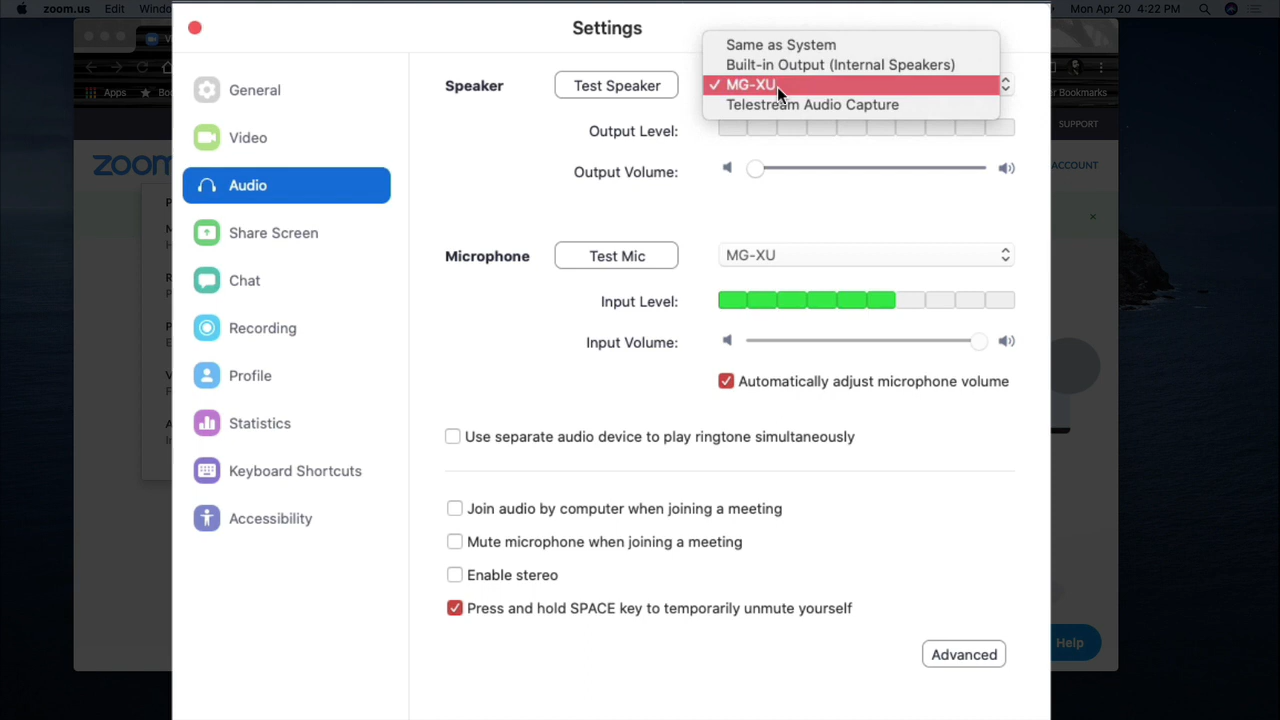 zoom.us Edit Mon Apr 20 4:22 PM
Settings
Same as System
Built-in Output (Internal Speakers)
✓ MG-XU
Telestream Audio Capture
Speaker
Test Speaker
Output Level:
Output Volume:
General
Video
Audio
Share Screen
Chat
Recording
Profile
Statistics
Keyboard Shortcuts
Accessibility
Microphone
Test Mic
MG-XU
Input Level:
Input Volume:
Automatically adjust microphone volume
Use separate audio device to play ringtone simultaneously
Join audio by computer when joining a meeting
Mute microphone when joining a meeting
Enable stereo
Press and hold SPACE key to temporarily unmute yourself
Advanced
Apps
Bookmarks
SUPPORT
zoom
ACCOUNT
Help